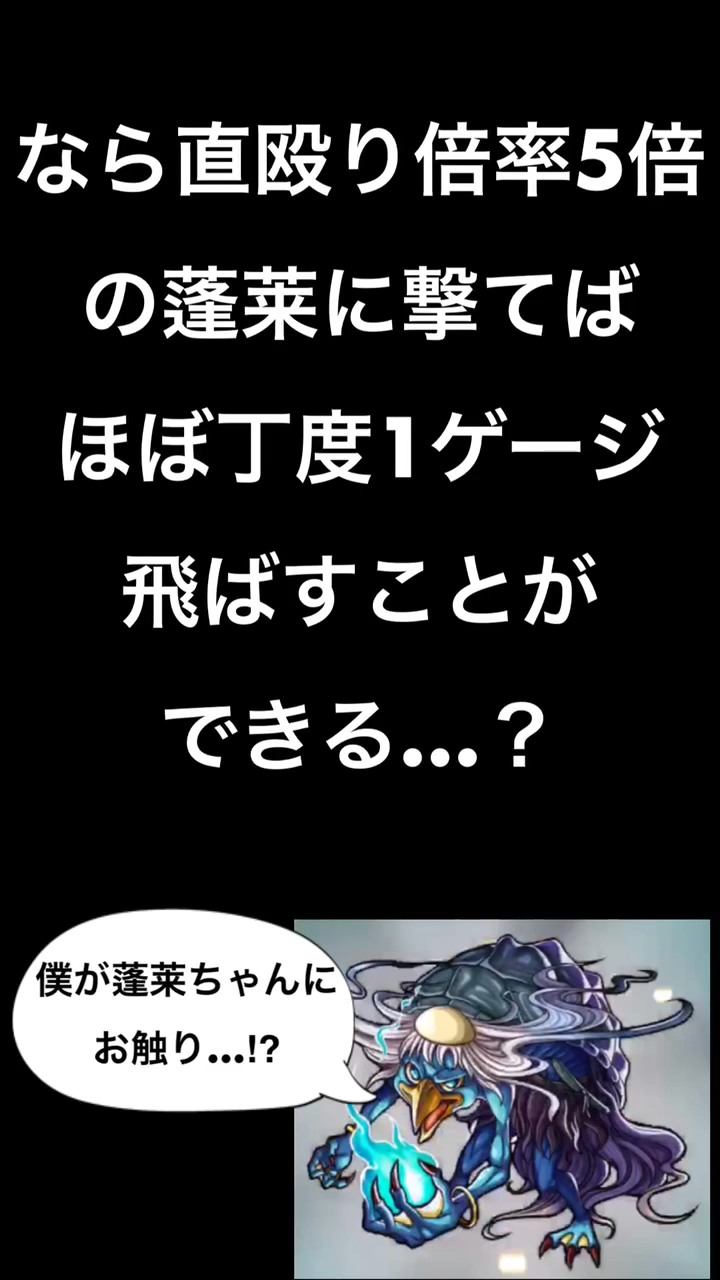 なら直殴り倍率5倍
の蓬莱に撃てば
ほぼ丁度1ゲージ
飛ばすことが
できる...？
僕が蓬莱ちゃんに
お触り...!?